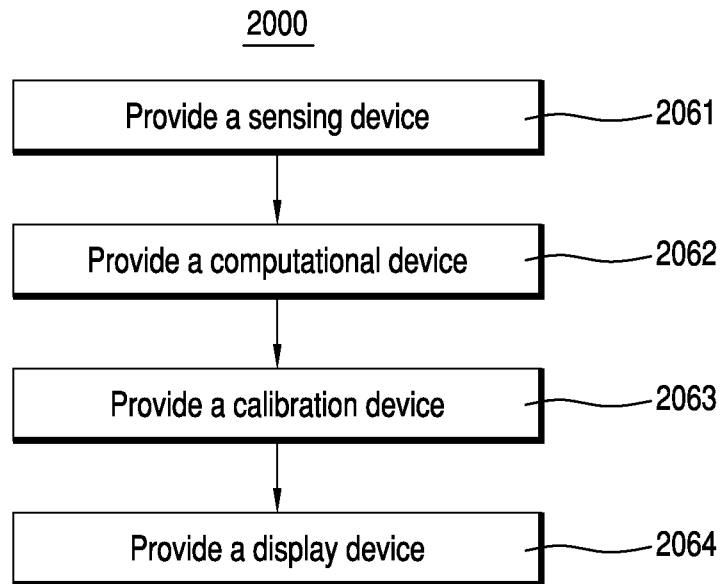 2000
Provide a sensing device 2061
Provide a computational device 2062
Provide a calibration device 2063
Provide a display device 2064